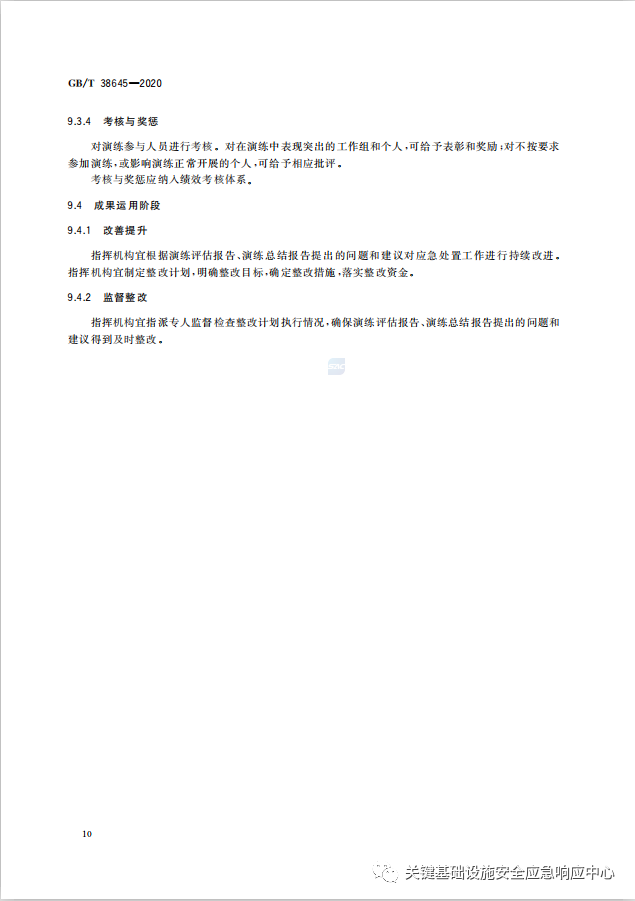 GB/T 38645—2020
9.3.4 考核与奖惩
对演练参与人员进行考核。对在演练中表现突出的工作组和个人,可给予表彰和奖励;对不按要求
参加演练,或影响演练正常开展的个人,可给予相应批评。
考核与奖惩应纳入绩效考核体系。
9.4 成果运用阶段
9.4.1 改善提升
指挥机构宜根据演练评估报告、演练总结报告提出的问题和建议对应急处置工作进行持续改进。
指挥机构宜制定整改计划,明确整改目标,确定整改措施,落实整改资金。
9.4.2 监督整改
指挥机构宜指派专人监督检查整改计划执行情况,确保演练评估报告、演练总结报告提出的问题和
建议得到及时整改。
10
关键基础设施安全应急响应中心